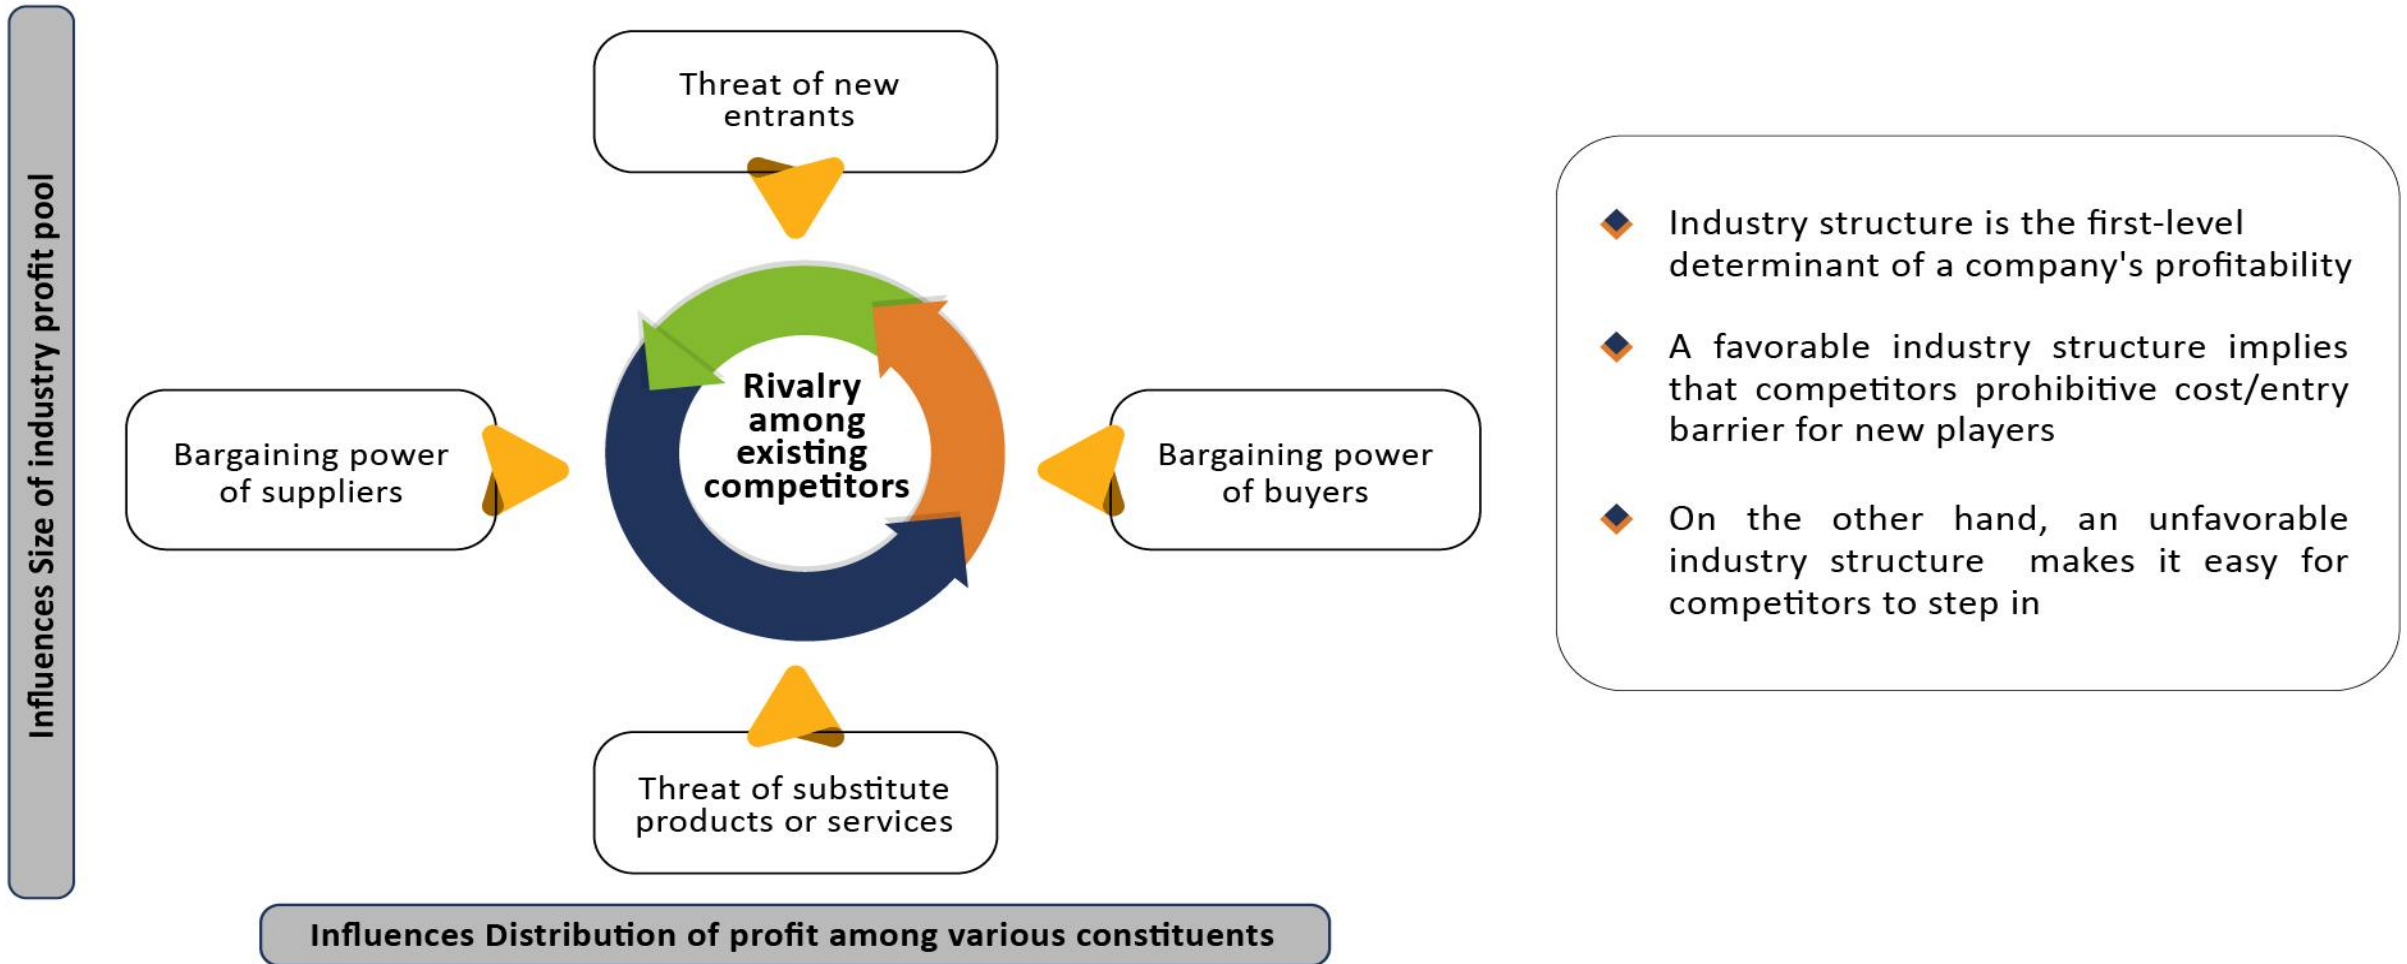 Influences Size of industry profit pool
Threat of new
entrants
Bargaining power
of suppliers
Rivalry
among
existing
competitors
Bargaining power
of buyers
Threat of substitute
products or services
Influences Distribution of profit among various constituents
Industry structure is the first-level
determinant of a company's profitability
A favorable industry structure implies
that competitors prohibitive cost/entry
barrier for new players
On the other hand, an unfavorable
industry structure makes it easy for
competitors to step in